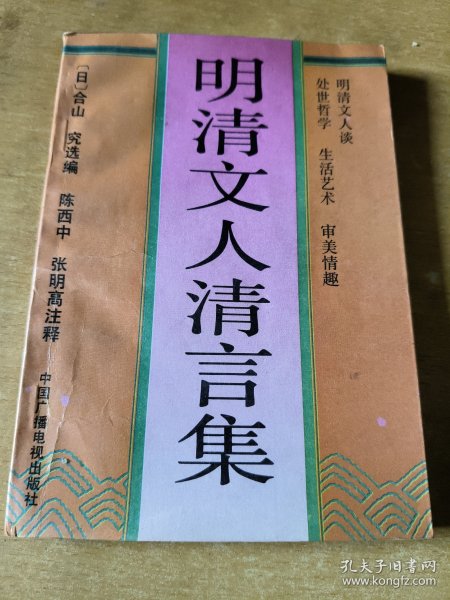 明清文人谈
处世哲学 生活艺术 审美情趣
明清文人清言集
〔日〕合山 究选编 陈西中 张明高注释
中国广播电视出版社
孔夫子旧书网
www.kongfz.com